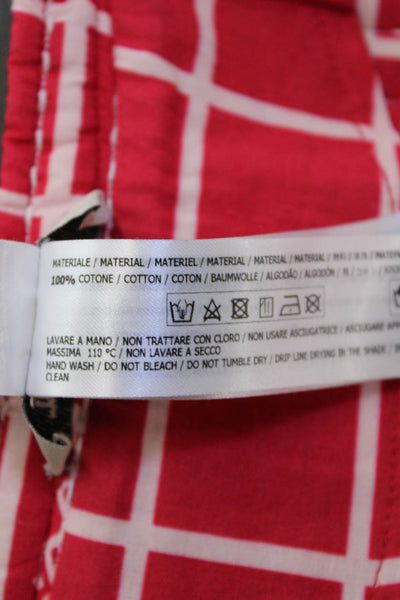 MATERIALE / MATERIAL / MATERIEL / MATERIAL / MATERIAL / MATERIAL / MATERIAL
100% COTONE / COTTON / COTON / BAUMWOLLE / ALGODÃO / ALGODÓN /
LAVARE A MANO / NON TRATTARE CON CLORO / NON USARE ASCIUGATRICE / ASCIUGARE APP
MASSIMA 110 °C / NON LAVARE A SECCO
HAND WASH / DO NOT BLEACH / DO NOT TUMBLE DRY / DRIP LINE DRYING IN THE SHADE /
CLEAN